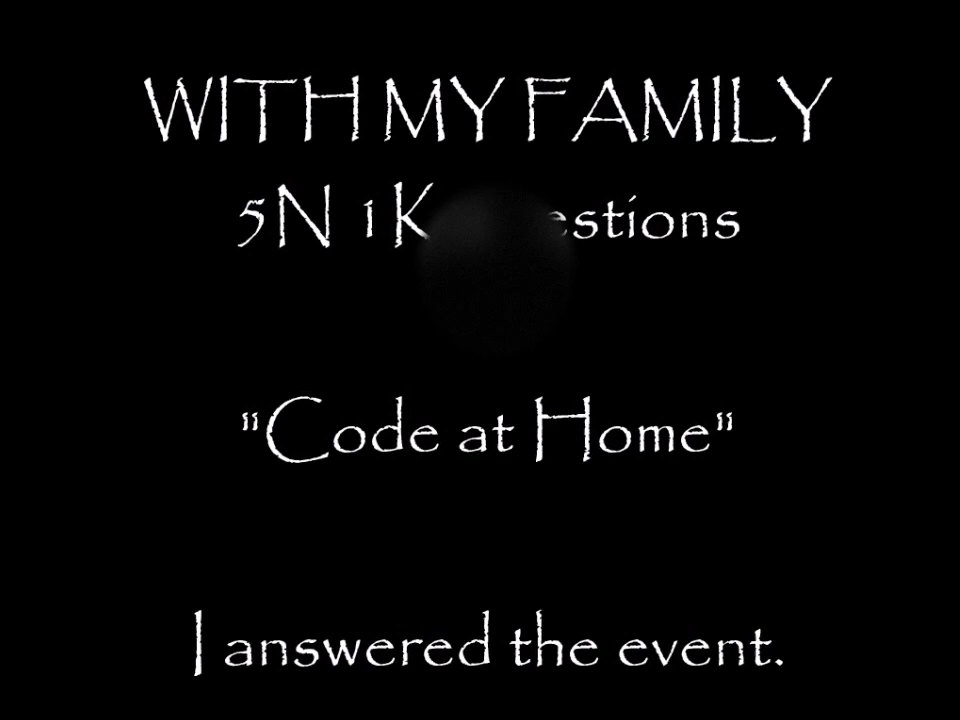 WITH MY FAMILY
5N 1K
"Code at Home"
I answered the event.